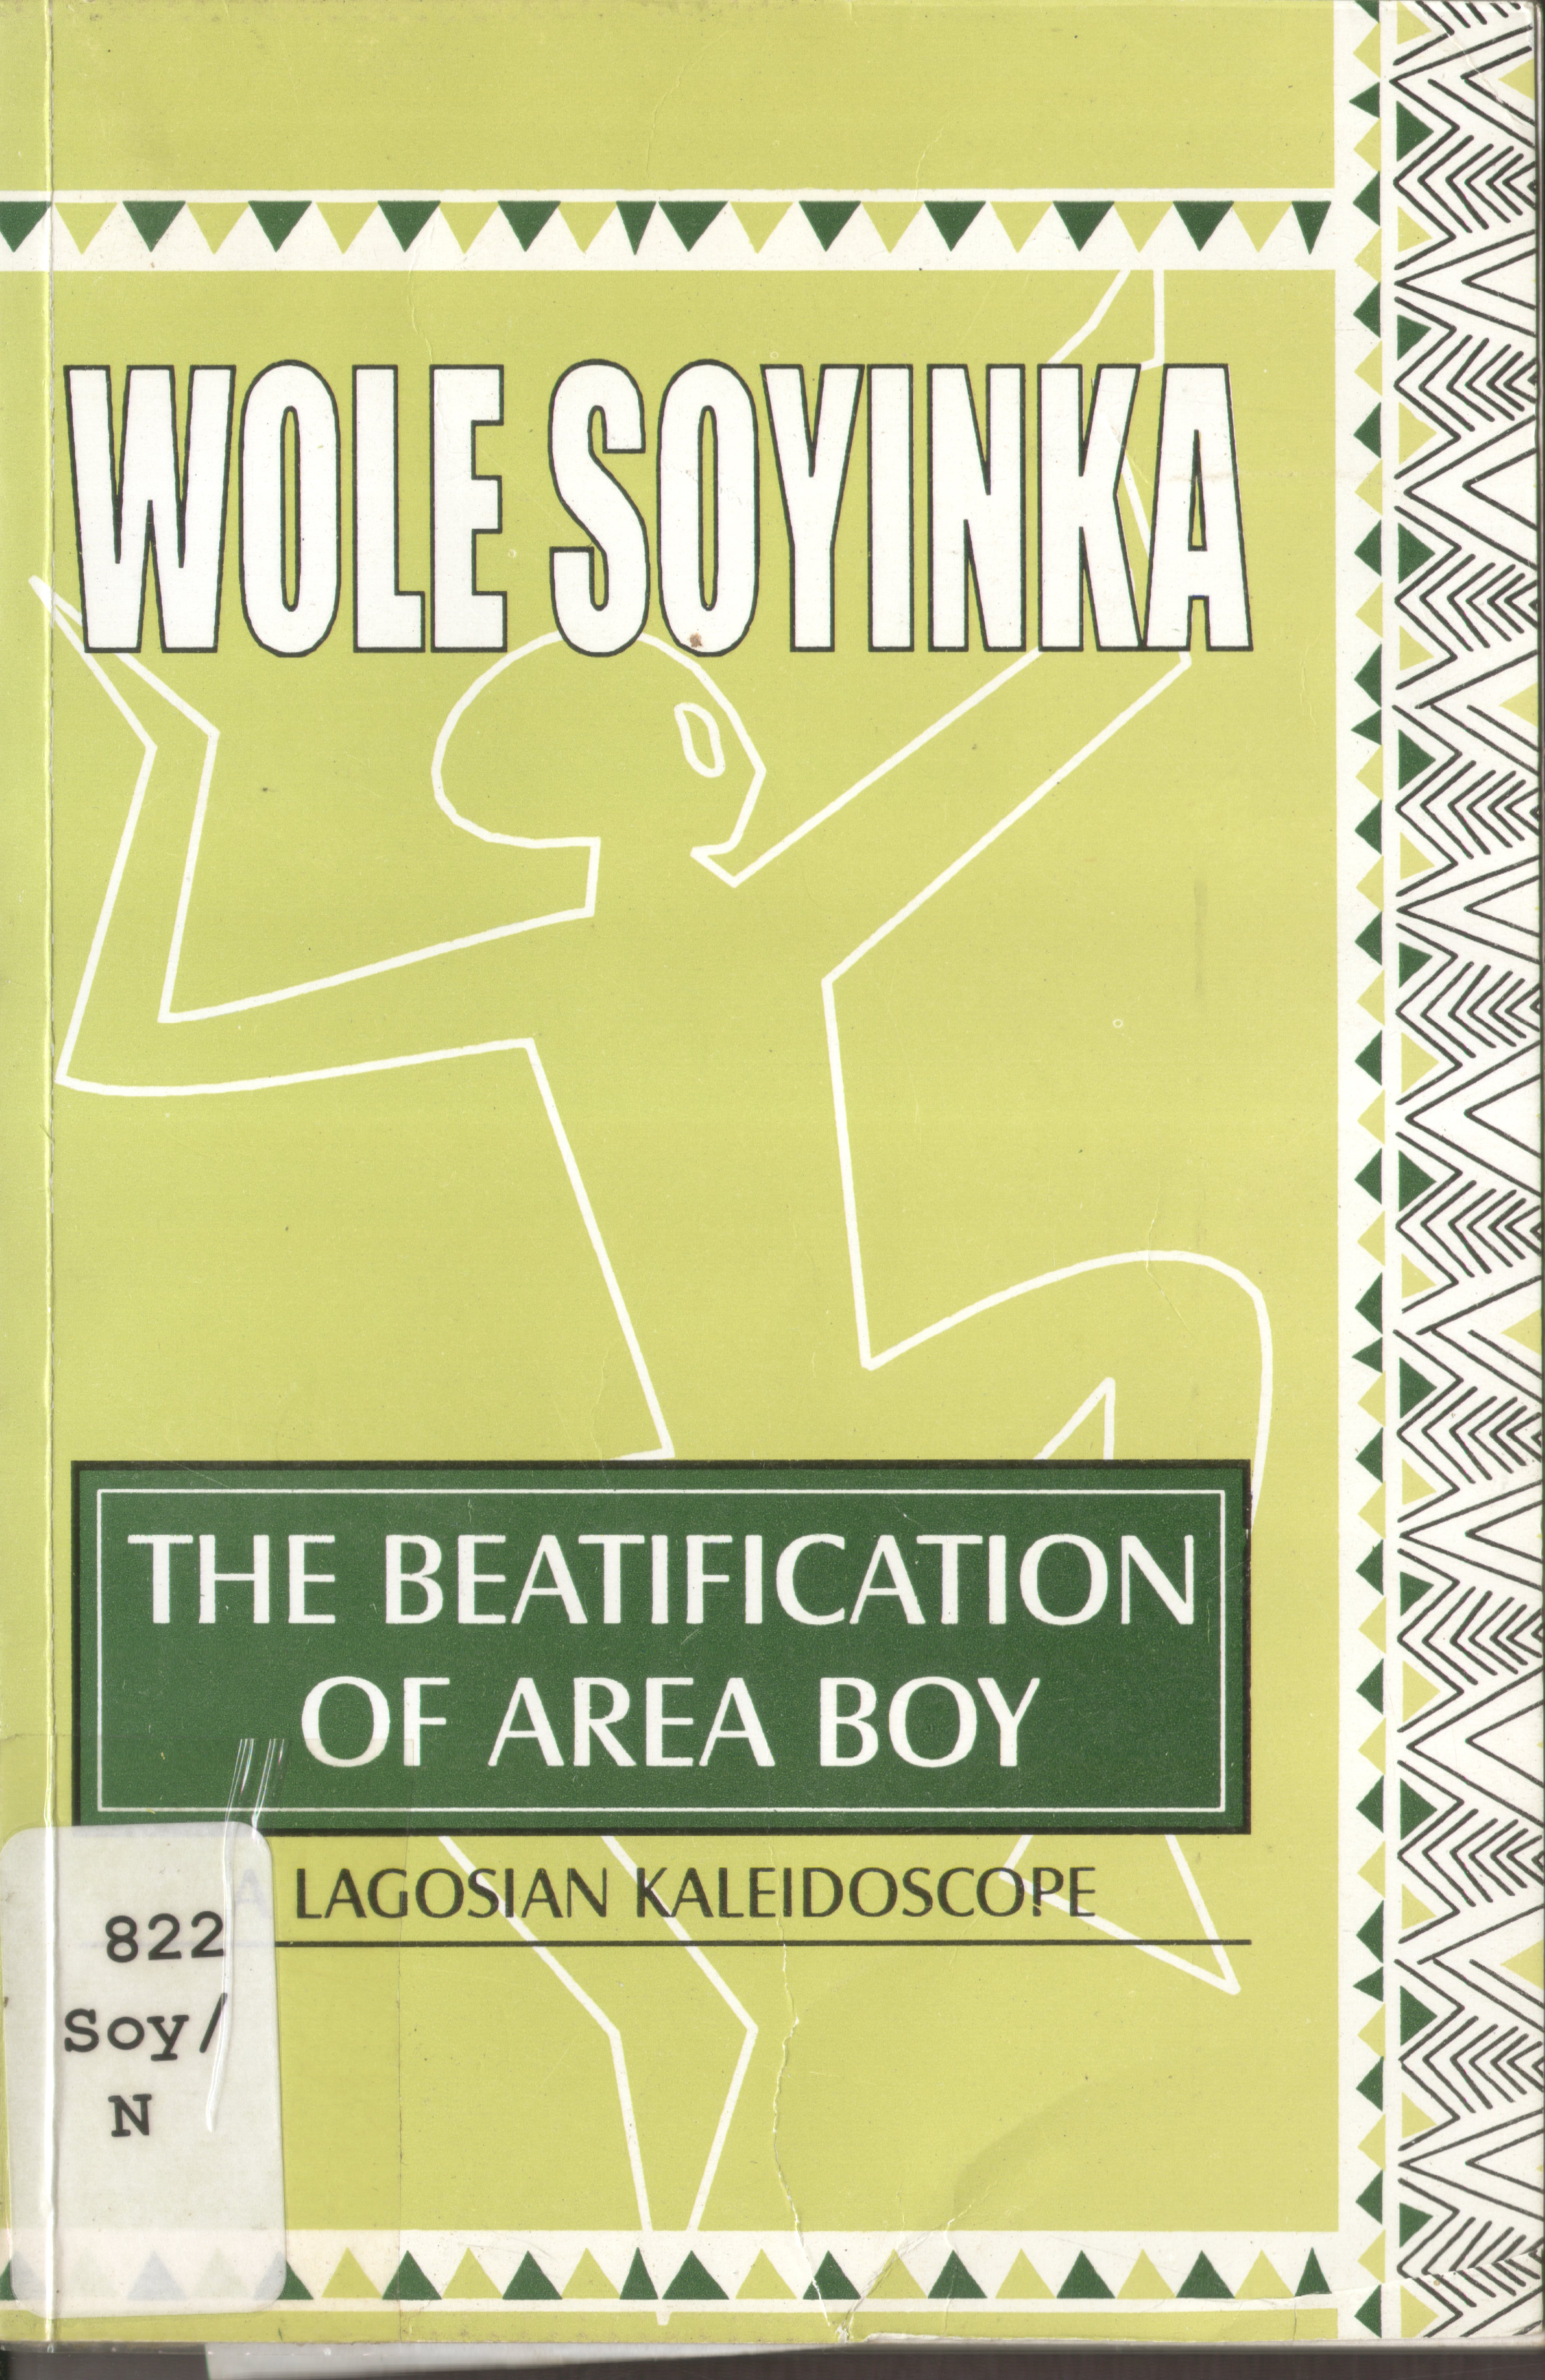 WOLE SOYINKA
THE BEATIFICATION
OF AREA BOY
A LAGOSIAN KALEIDOSCOPE
822
Soy/
N